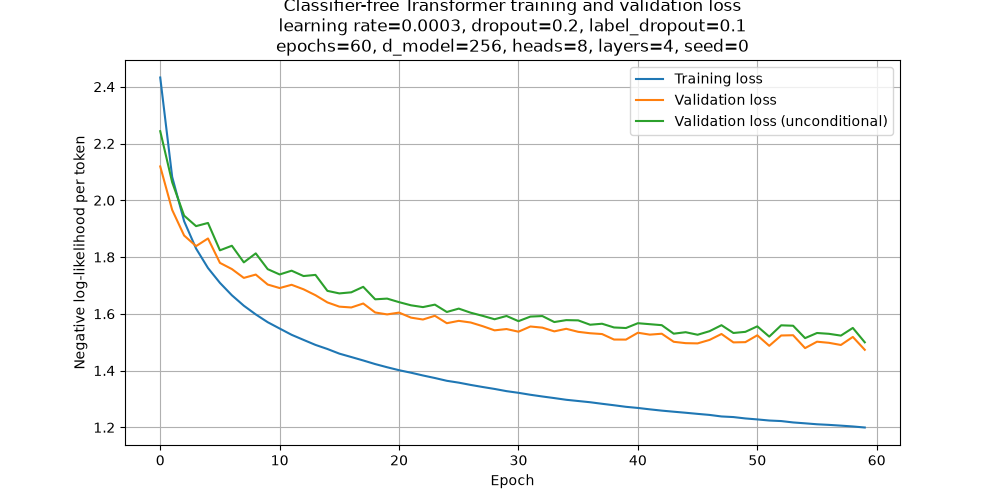 Classifier-free Transformer training and validation loss
learning rate=0.0003, dropout=0.2, label_dropout=0.1
epochs=60, d_model=256, heads=8, layers=4, seed=0
Training loss
Validation loss
Validation loss (unconditional)
Negative log-likelihood per token
2.4
2.2
2.0
1.8
1.6
1.4
1.2
0 10 20 30 40 50 60
Epoch